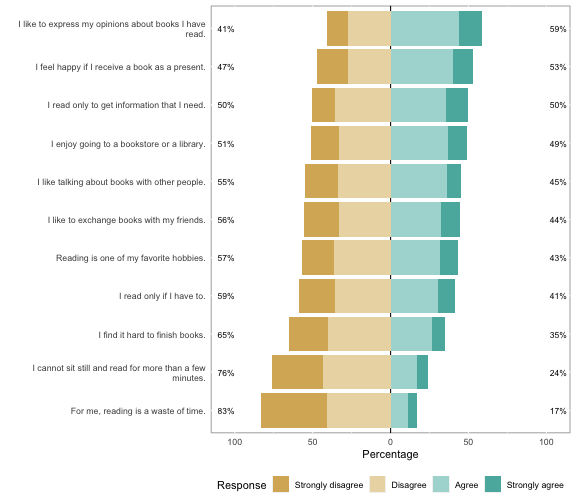 I like to express my opinions about books I have
read.
41%
59%
I feel happy if I receive a book as a present.
47%
53%
I read only to get information that I need.
50%
50%
I enjoy going to a bookstore or a library.
51%
49%
I like talking about books with other people.
55%
45%
I like to exchange books with my friends.
56%
44%
Reading is one of my favorite hobbies.
57%
43%
I read only if I have to.
59%
41%
I find it hard to finish books.
65%
35%
I cannot sit still and read for more than a few
minutes.
76%
24%
For me, reading is a waste of time.
83%
17%
100 50 0 50 100
Percentage
Response Strongly disagree Disagree Agree Strongly agree